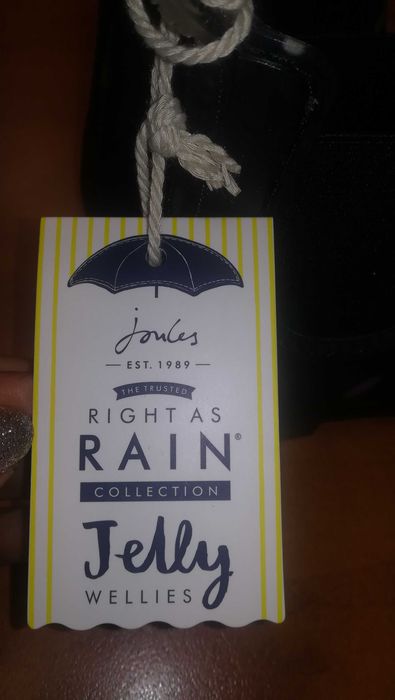 Joules
— EST. 1989 —
THE TRUSTED
RIGHT AS
RAIN®
COLLECTION
Jelly
WELLIES